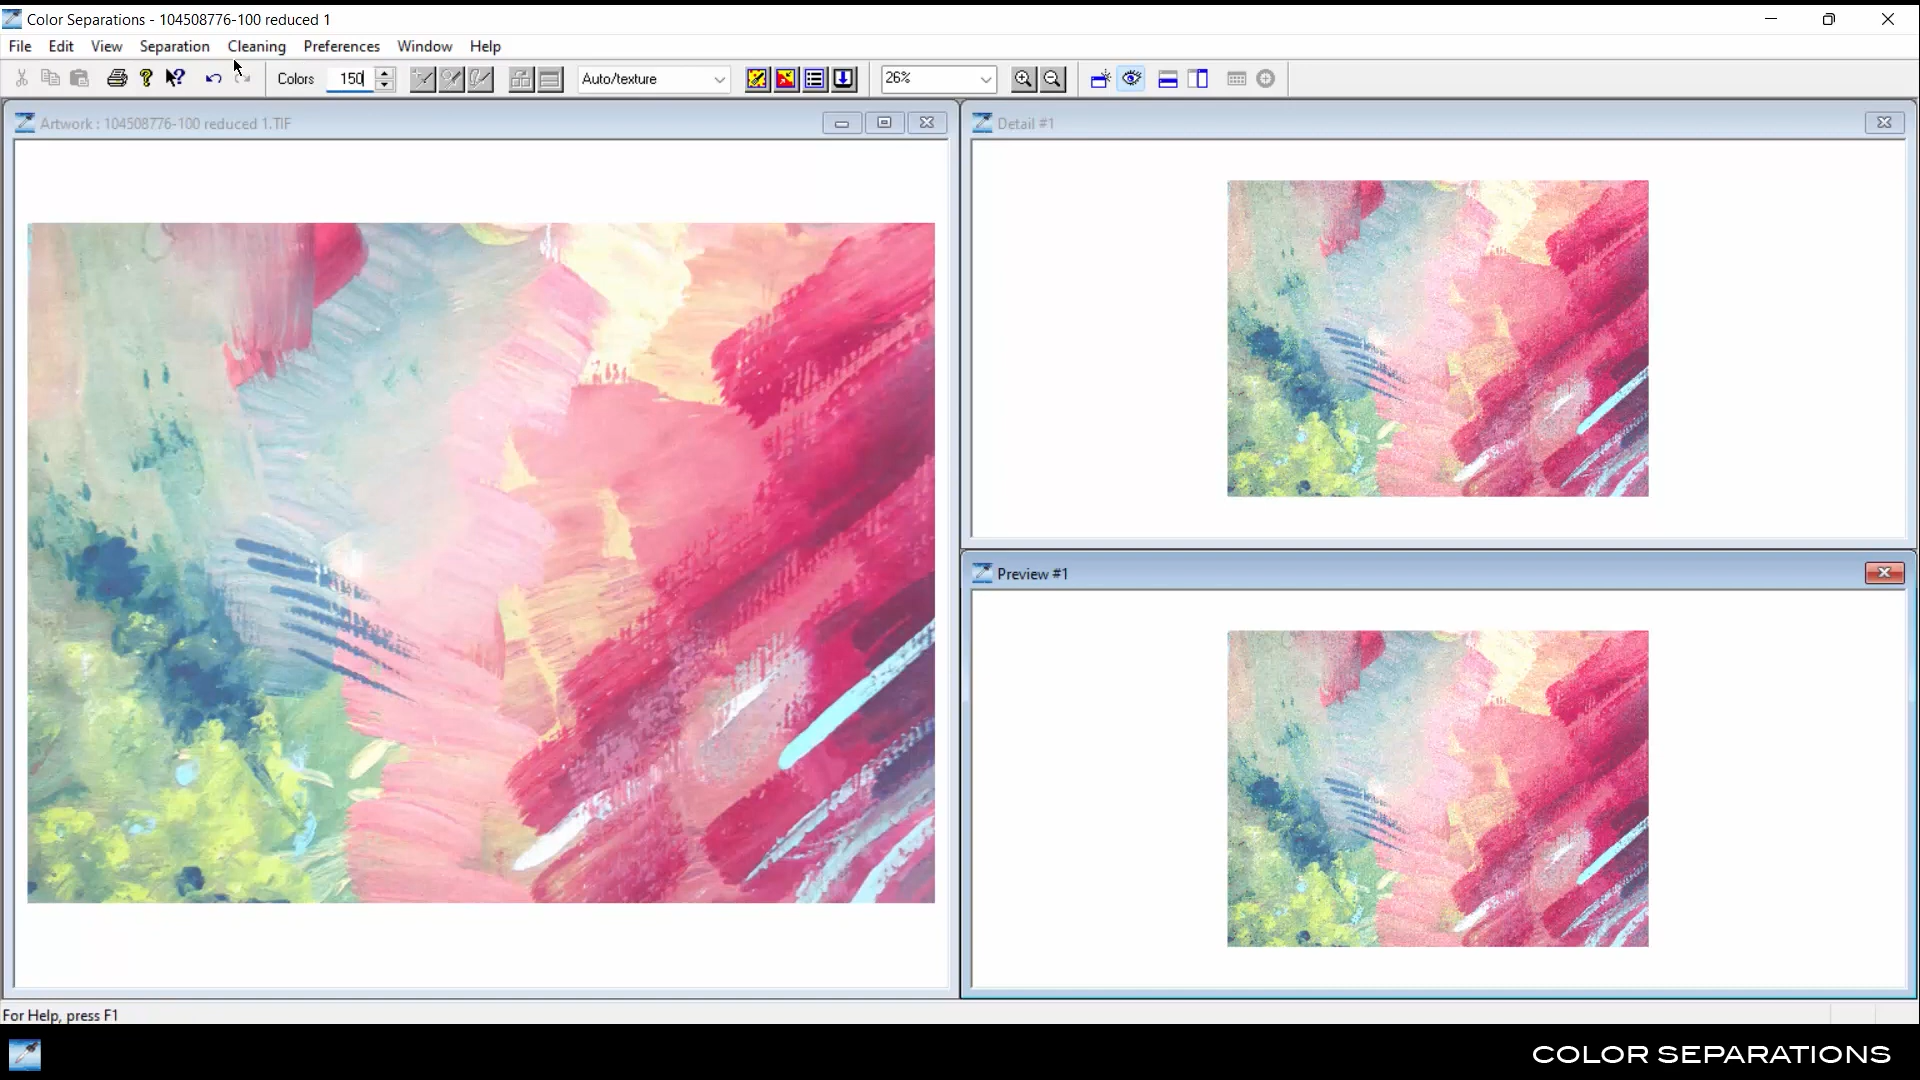 Color Separations - 104508776-100 reduced 1
File Edit View Separation Cleaning Preferences Window Help
Colors 150 Auto/texture 26%
Artwork : 104508776-100 reduced 1.TIF
Detail #1
Preview #1
For Help, press F1
COLOR SEPARATIONS